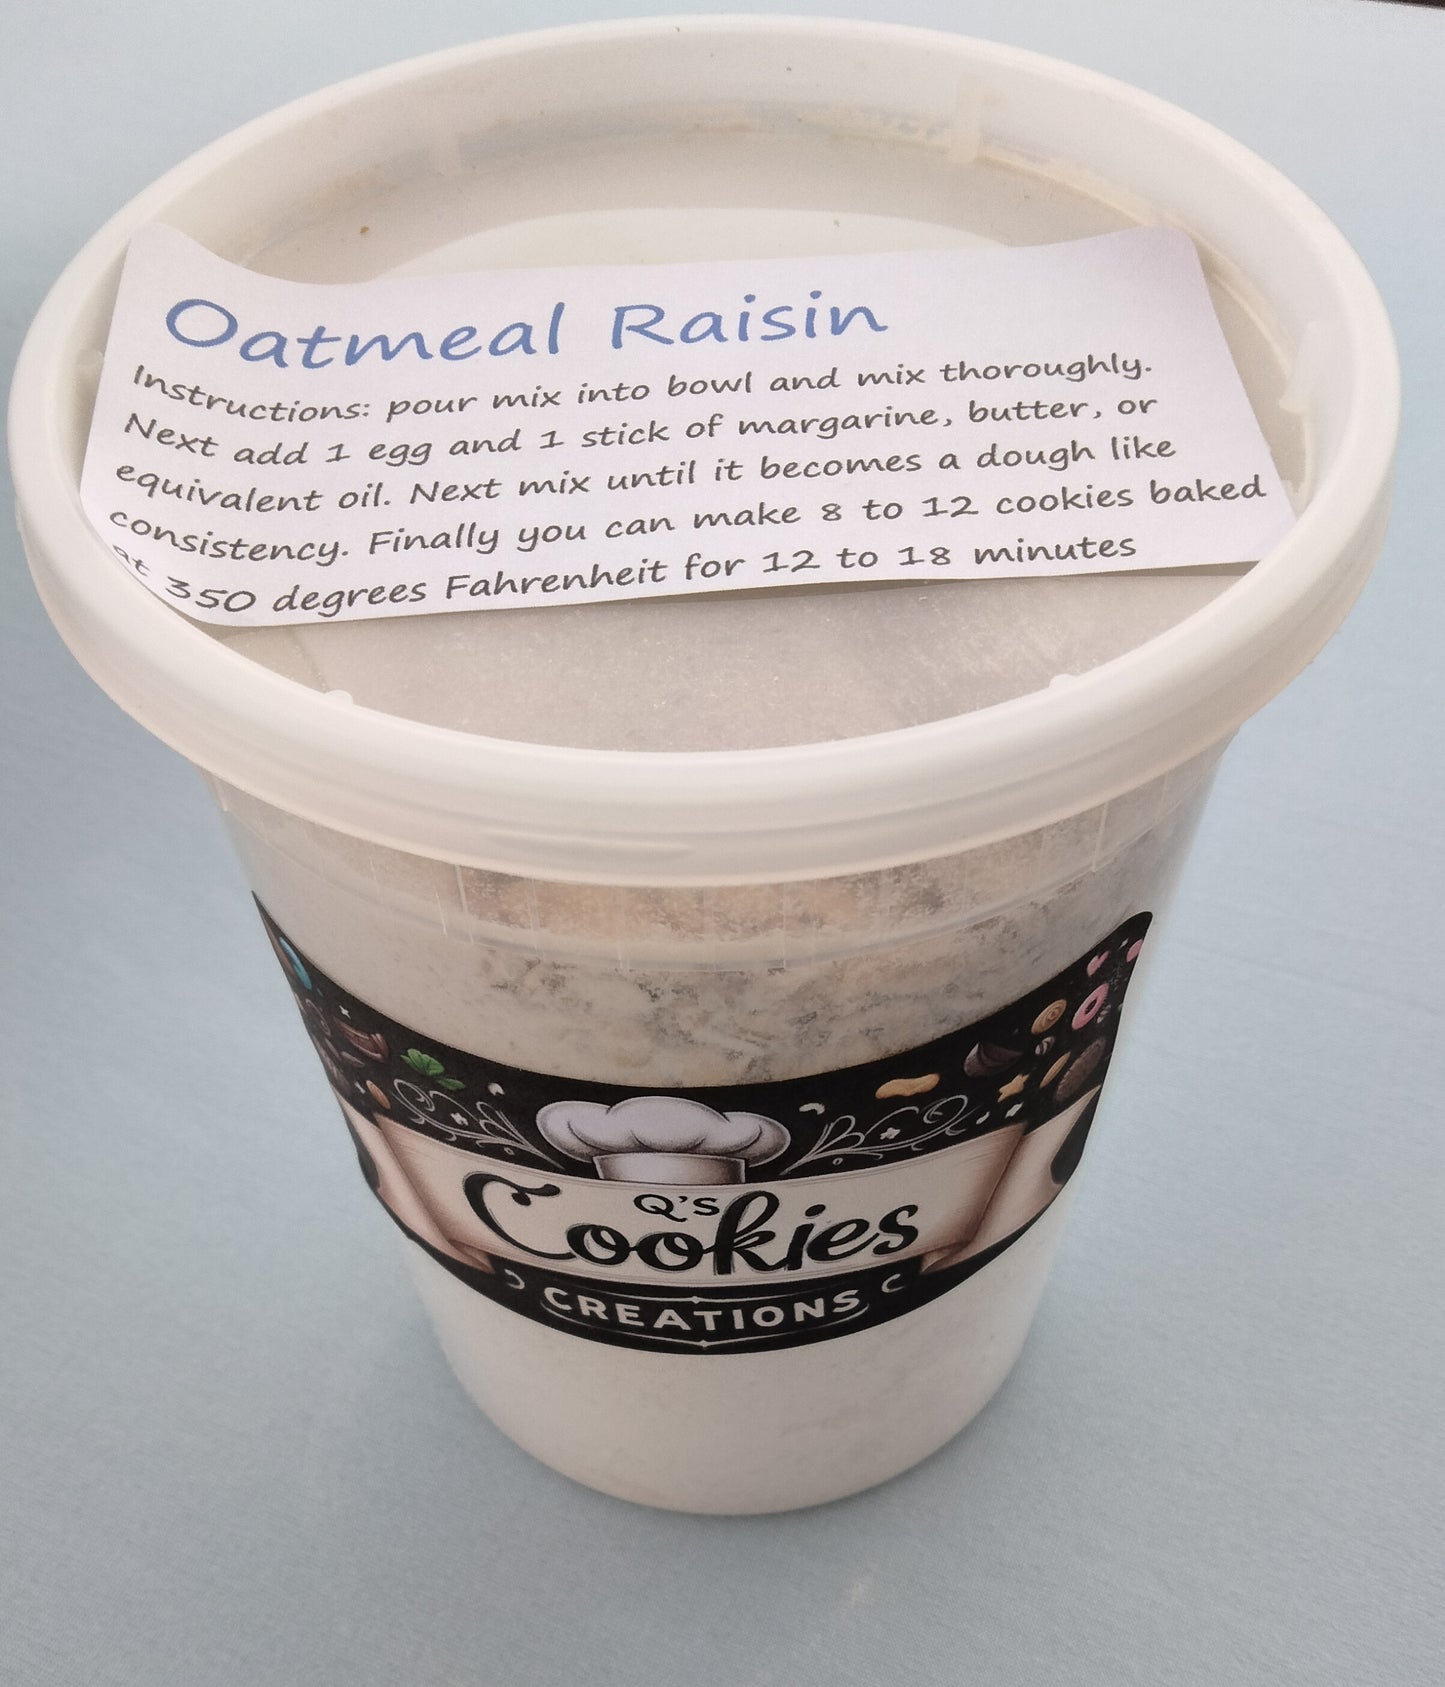 Oatmeal Raisin
Instructions: pour mix into bowl and mix thoroughly.
Next add 1 egg and 1 stick of margarine, butter, or
equivalent oil. Next mix until it becomes a dough like
consistency. Finally you can make 8 to 12 cookies baked
at 350 degrees Fahrenheit for 12 to 18 minutes
Q's
Cookies
CREATIONS